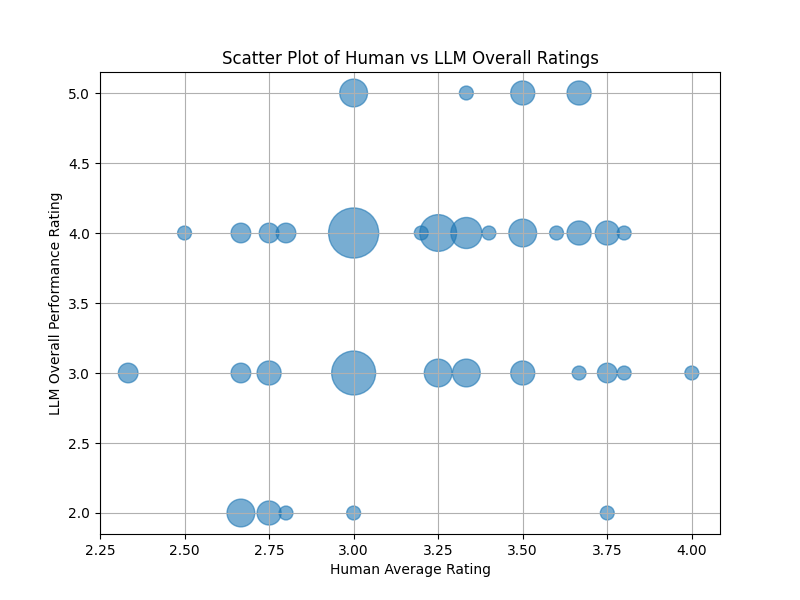 Scatter Plot of Human vs LLM Overall Ratings
5.0
4.5
4.0
3.5
3.0
2.5
2.0
LLM Overall Performance Rating
2.25 2.50 2.75 3.00 3.25 3.50 3.75 4.00
Human Average Rating